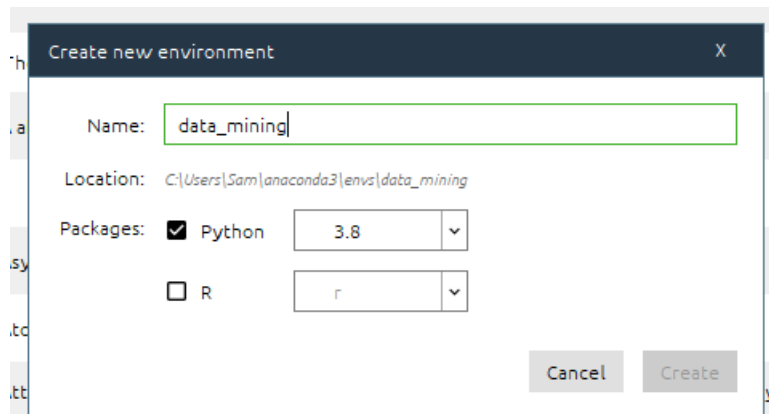 Create new environment X
Name: data_mining
Location: C:\Users\Sam\anaconda3\envs\data_mining
Packages: Python 3.8
R r
Cancel Create